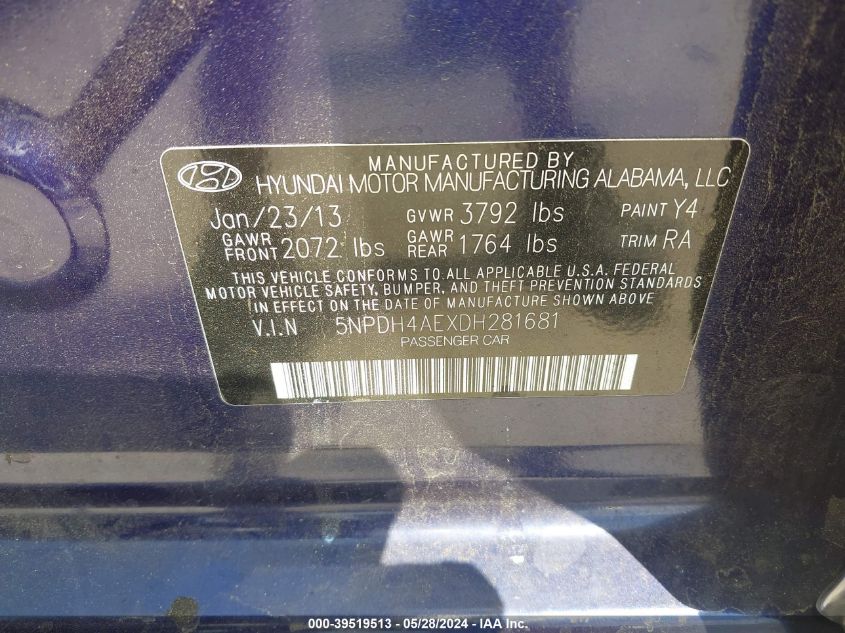 MANUFACTURED BY
HYUNDAI MOTOR MANUFACTURING ALABAMA, LLC
Jan/23/13 GVWR 3792 lbs PAINT Y4
GAWR FRONT 2072 lbs GAWR REAR 1764 lbs TRIM RA
THIS VEHICLE CONFORMS TO ALL APPLICABLE U.S.A. FEDERAL
MOTOR VEHICLE SAFETY, BUMPER, AND THEFT PREVENTION STANDARDS
IN EFFECT ON THE DATE OF MANUFACTURE SHOWN ABOVE
V.I.N 5NPDH4AEXDH281681
PASSENGER CAR
000-39519513 - 05/28/2024 - IAA Inc.